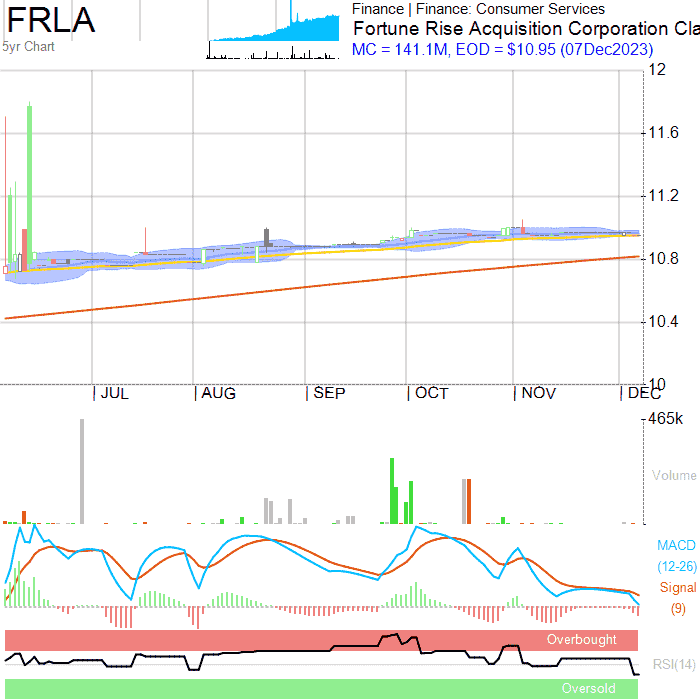 FRLA
5yr Chart
Finance | Finance: Consumer Services
Fortune Rise Acquisition Corporation Cla
MC = 141.1M, EOD = $10.95 (07Dec2023)
12
11.6
11.2
10.8
10.4
10
JUL AUG SEP OCT NOV DEC
465k
Volume
MACD
(12-26)
Signal
(9)
Overbought
RSI(14)
Oversold